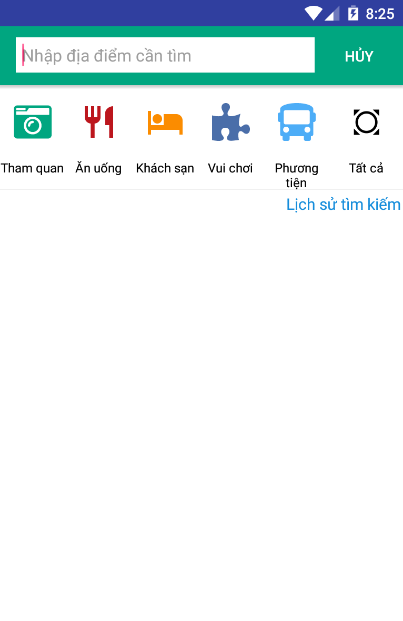 8:25
Nhập địa điểm cần tìm
HỦY
Tham quan
Ăn uống
Khách sạn
Vui chơi
Phương
tiện
Tất cả
Lịch sử tìm kiếm